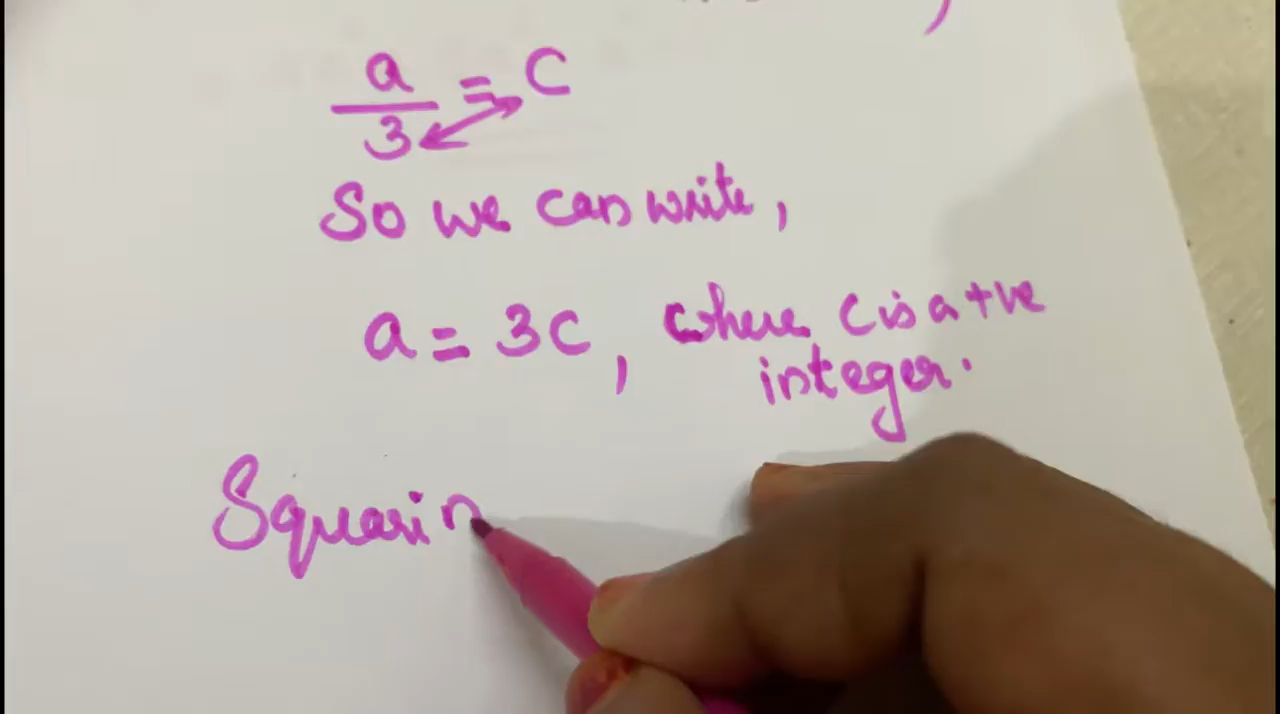 a/3 = C
So we can write,
a = 3C, where C is a +ve
integer.
Squarin